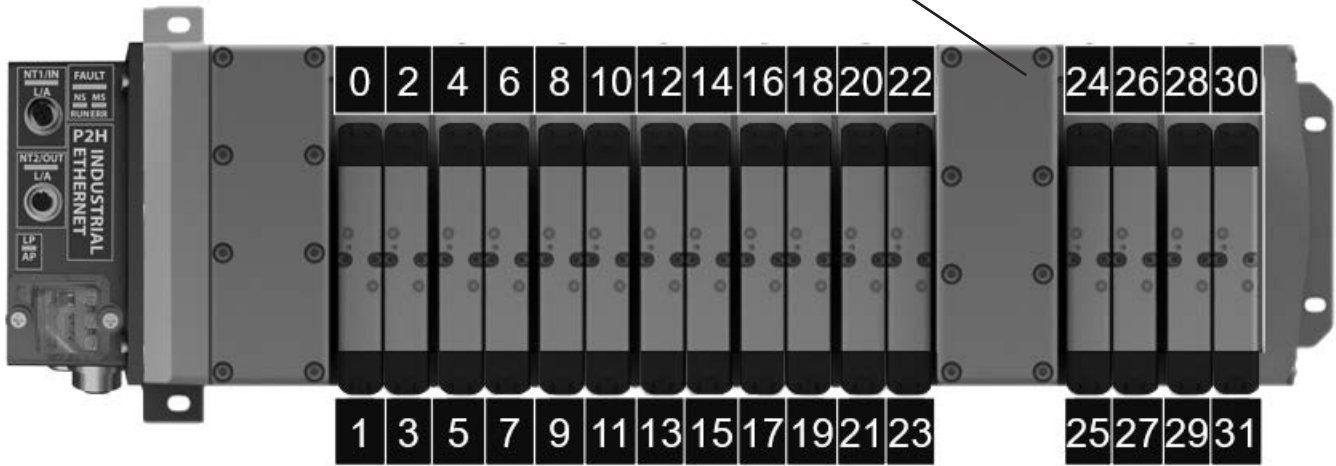 NT1/IN
L/A
FAULT
NS MS
RUN ERR
P2H
INDUSTRIAL
ETHERNET
NT2/OUT
L/A
LP
AP
0 2 4 6 8 10 12 14 16 18 20 22 24 26 28 30
1 3 5 7 9 11 13 15 17 19 21 23 25 27 29 31